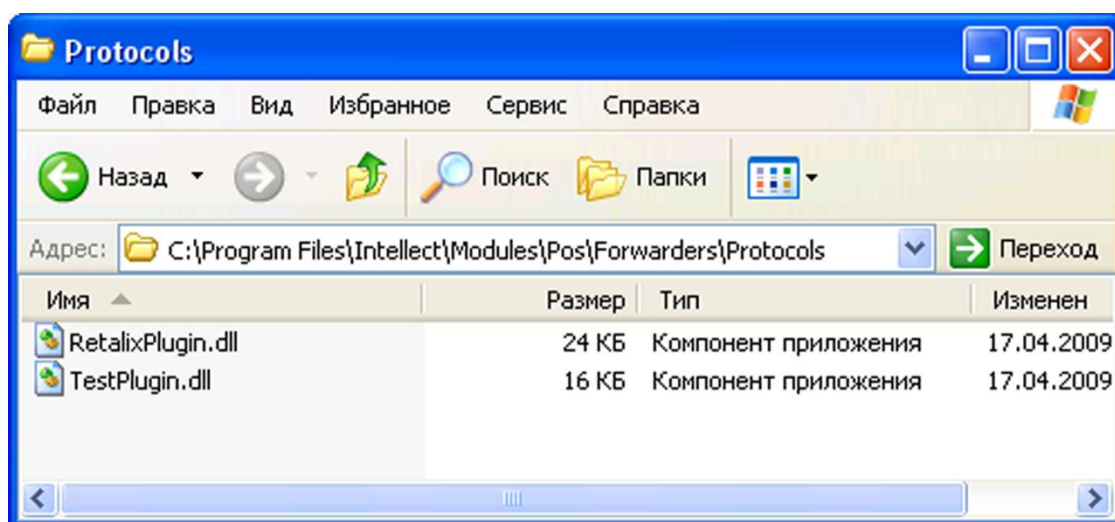 Protocols
Файл Правка Вид Избранное Сервис Справка
Назад Поиск Папки
Адрес: C:\Program Files\Intellect\Modules\Pos\Forwarders\Protocols Переход
Имя Размер Тип Изменен
RetalixPlugin.dll 24 КБ Компонент приложения 17.04.2009
TestPlugin.dll 16 КБ Компонент приложения 17.04.2009